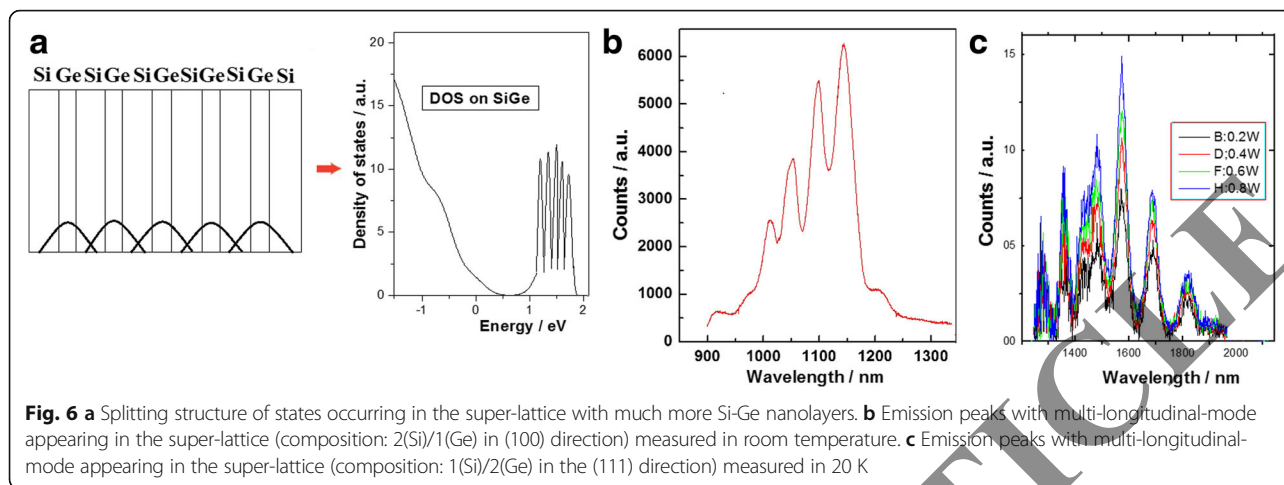 a
Si Ge Si Ge Si Ge Si Ge Si Ge Si
20
15
10
5
0
Density of states / a.u.
DOS on SiGe
-1 0 1 2
Energy / eV
b
6000
5000
4000
3000
2000
1000
0
Counts / a.u.
900 1000 1100 1200 1300
Wavelength / nm
c
15
10
05
00
Counts / a.u.
B:0.2W
D:0.4W
F:0.6W
H:0.8W
1400 1600 1800 2000
Wavelength / nm
Fig. 6 a Splitting structure of states occurring in the super-lattice with much more Si-Ge nanolayers. b Emission peaks with multi-longitudinal-mode
appearing in the super-lattice (composition: 2(Si)/1(Ge) in (100) direction) measured in room temperature. c Emission peaks with multi-longitudinal-
mode appearing in the super-lattice (composition: 1(Si)/2(Ge) in the (111) direction) measured in 20 K
TICLE